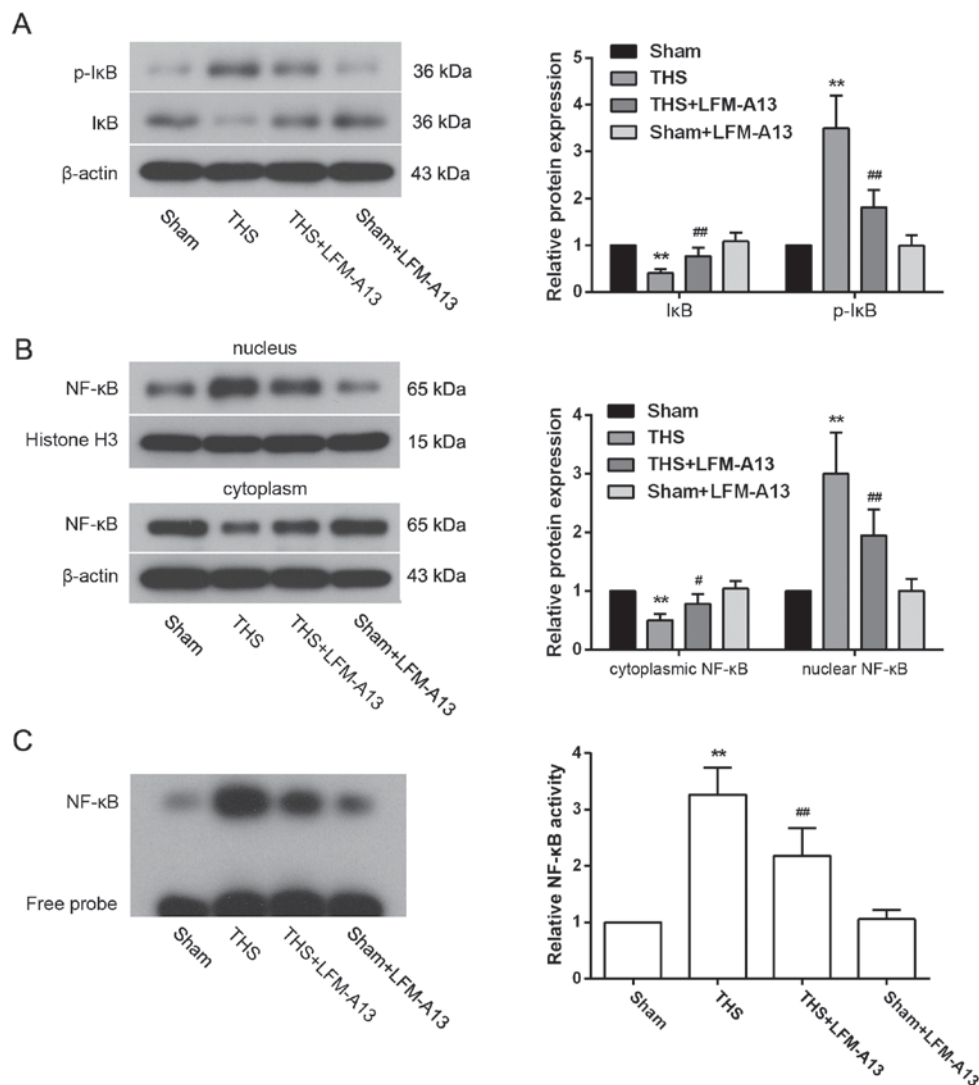 A
p-IκB
36 kDa
IκB
36 kDa
β-actin
43 kDa
Sham
THS
THS+LFM-A13
Sham+LFM-A13
Relative protein expression
5
4
3
2
1
0
Sham
THS
THS+LFM-A13
Sham+LFM-A13
**
##
**
##
IκB
p-IκB
B
nucleus
NF-κB
65 kDa
Histone H3
15 kDa
cytoplasm
NF-κB
65 kDa
β-actin
43 kDa
Sham
THS
THS+LFM-A13
Sham+LFM-A13
Relative protein expression
4
3
2
1
0
Sham
THS
THS+LFM-A13
Sham+LFM-A13
**
#
**
##
cytoplasmic NF-κB
nuclear NF-κB
C
NF-κB
Free probe
Sham
THS
THS+LFM-A13
Sham+LFM-A13
Relative NF-κB activity
4
3
2
1
0
**
##
Sham
THS
THS+LFM-A13
Sham+LFM-A13